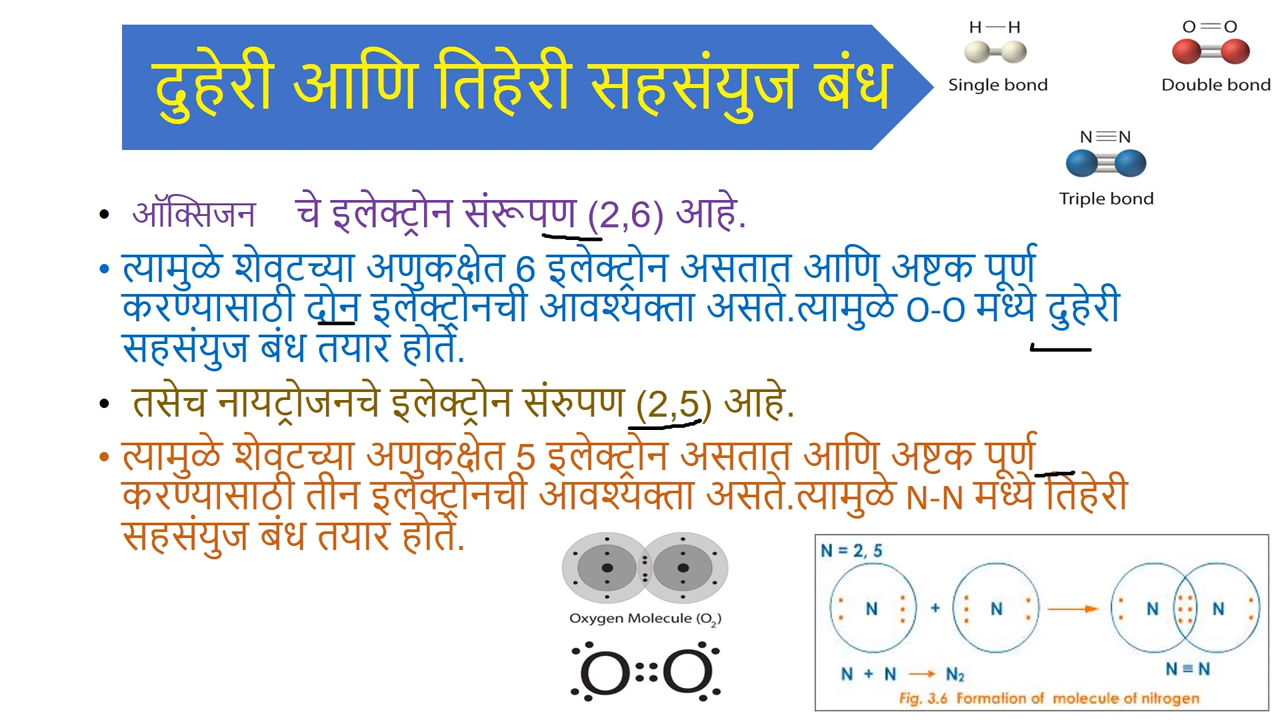 दुहेरी आणि तिहेरी सहसंयुज बंध
H — H
Single bond
O = O
Double bond
N ≡ N
Triple bond
• ऑक्सिजन चे इलेक्ट्रोन संरूपण (2,6) आहे.
• त्यामुळे शेवटच्या अणुकक्षेत 6 इलेक्ट्रोन असतात आणि अष्टक पूर्ण
करण्यासाठी दोन इलेक्ट्रोनची आवश्यक्ता असते.त्यामुळे O-O मध्ये दुहेरी
सहसंयुज बंध तयार होते.
• तसेच नायट्रोजनचे इलेक्ट्रोन संरुपण (2,5) आहे.
• त्यामुळे शेवटच्या अणुकक्षेत 5 इलेक्ट्रोन असतात आणि अष्टक पूर्ण
करण्यासाठी तीन इलेक्ट्रोनची आवश्यक्ता असते.त्यामुळे N-N मध्ये तिहेरी
सहसंयुज बंध तयार होते.
Oxygen Molecule (O₂)
O::O
N = 2, 5
N + N → N N
N + N → N₂
N ≡ N
Fig. 3.6 Formation of molecule of nitrogen